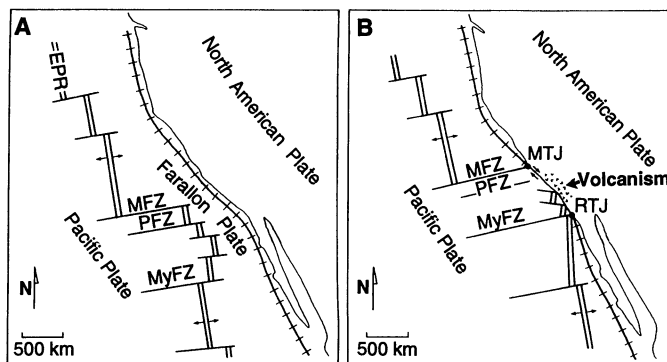 A
=EPR=
North American Plate
MFZ
Farallon
PFZ
Plate
Pacific Plate
MyFZ
N
500 km
B
North American Plate
MTJ
MFZ
PFZ
Volcanism
RTJ
Pacific Plate
MyFZ
N
500 km